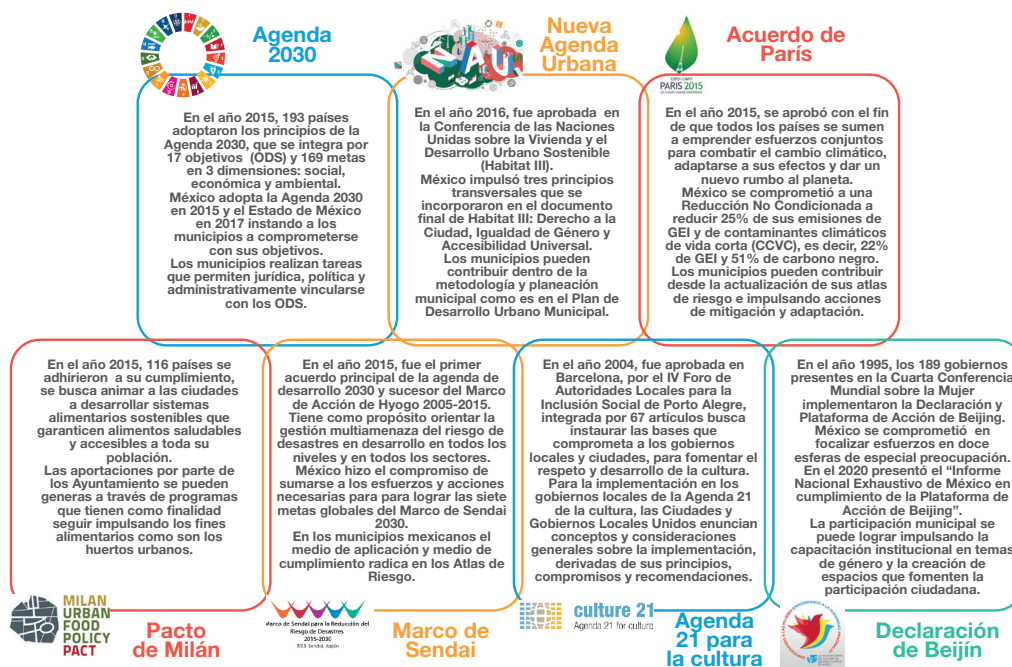 Agenda
2030
En el año 2015, 193 países
adoptaron los principios de la
Agenda 2030, que se integra por
17 objetivos (ODS) y 169 metas
en 3 dimensiones: social,
económica y ambiental.
México adopta la Agenda 2030
en 2015 y el Estado de México
en 2017 instando a los
municipios a comprometerse
con sus objetivos.
Los municipios realizan tareas
que permiten jurídica, política y
administrativamente vincularse
con los ODS.
NAU
Nueva
Agenda
Urbana
En el año 2016, fue aprobada en
la Conferencia de las Naciones
Unidas sobre la Vivienda y el
Desarrollo Urbano Sostenible
(Habitat III).
México impulsó tres principios
transversales que se
incorporaron en el documento
final de Habitat III: Derecho a la
Ciudad, Igualdad de Género y
Accesibilidad Universal.
Los municipios pueden
contribuir dentro de la
metodología y planeación
municipal como es en el Plan de
Desarrollo Urbano Municipal.
PARIS 2015
Acuerdo de
París
En el año 2015, se aprobó con el fin
de que todos los países se sumen
a emprender esfuerzos conjuntos
para combatir el cambio climático,
adaptarse a sus efectos y dar un
nuevo rumbo al planeta.
México se comprometió a una
Reducción No Condicionada a
reducir 25% de sus emisiones de
GEI y de contaminantes climáticos
de vida corta (CCVC), es decir, 22%
de GEI y 51% de carbono negro.
Los municipios pueden contribuir
desde la actualización de sus atlas
de riesgo e impulsando acciones
de mitigación y adaptación.
En el año 2015, 116 países se
adhirieron a su cumplimiento,
se busca animar a las ciudades
a desarrollar sistemas
alimentarios sostenibles que
garanticen alimentos saludables
y accesibles a toda su
población.
Las aportaciones por parte de
los Ayuntamiento se pueden
generas a través de programas
que tienen como finalidad
seguir impulsando los fines
alimentarios como son los
huertos urbanos.
MILAN
URBAN
FOOD
POLICY
PACT
Pacto
de Milán
En el año 2015, fue el primer
acuerdo principal de la agenda de
desarrollo 2030 y sucesor del Marco
de Acción de Hyogo 2005-2015.
Tiene como propósito orientar la
gestión multiamenaza del riesgo de
desastres en desarrollo en todos los
niveles y en todos los sectores.
México hizo el compromiso de
sumarse a los esfuerzos y acciones
necesarias para para lograr las siete
metas globales del Marco de Sendai
2030.
En los municipios mexicanos el
medio de aplicación y medio de
cumplimiento radica en los Atlas de
Riesgo.
Marco de Sendai para la Reducción del
Riesgo de Desastres
2015-2030
2015 Sendai, Japón
Marco de
Sendai
En el año 2004, fue aprobada en
Barcelona, por el IV Foro de
Autoridades Locales para la
Inclusión Social de Porto Alegre,
integrada por 67 artículos busca
instaurar las bases que
comprometa a los gobiernos
locales y ciudades, para fomentar el
respeto y desarrollo de la cultura.
Para la implementación en los
gobiernos locales de la Agenda 21
de la cultura, las Ciudades y
Gobiernos Locales Unidos enuncian
conceptos y consideraciones
generales sobre la implementación,
derivadas de sus principios,
compromisos y recomendaciones.
culture 21
Agenda 21 for culture
Agenda
21 para
la cultura
En el año 1995, los 189 gobiernos
presentes en la Cuarta Conferencia
Mundial sobre la Mujer
implementaron la Declaración y
Plataforma de Acción de Beijing.
México se comprometió en
focalizar esfuerzos en doce
esferas de especial preocupación.
En el 2020 presentó el “Informe
Nacional Exhaustivo de México en
cumplimiento de la Plataforma de
Acción de Beijing”.
La participación municipal se
puede lograr impulsando la
capacitación institucional en temas
de género y la creación de
espacios que fomenten la
participación ciudadana.
Declaración
de Beijín